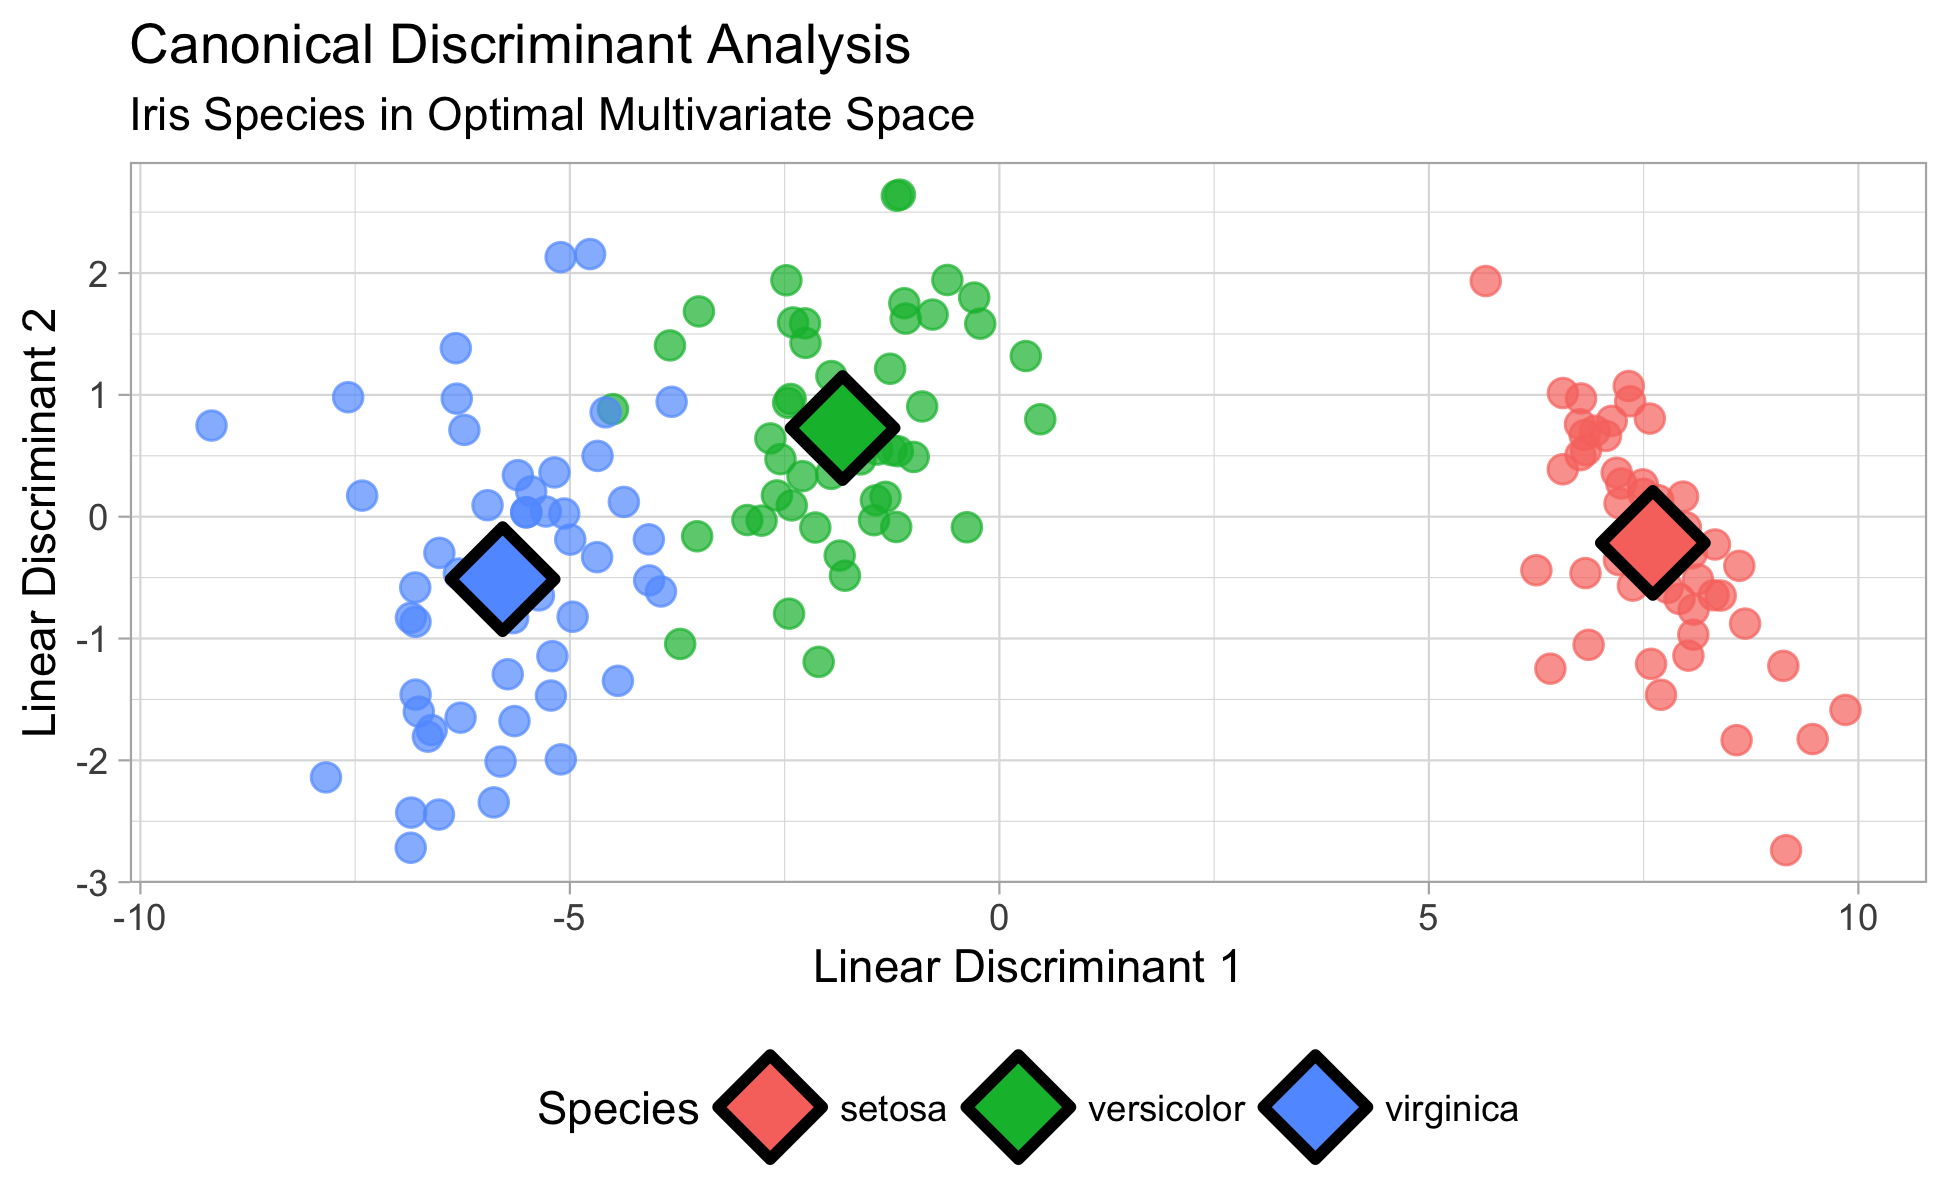 Canonical Discriminant Analysis
Iris Species in Optimal Multivariate Space
Linear Discriminant 2
2
1
0
-1
-2
-3
-10 -5 0 5 10
Linear Discriminant 1
Species setosa versicolor virginica